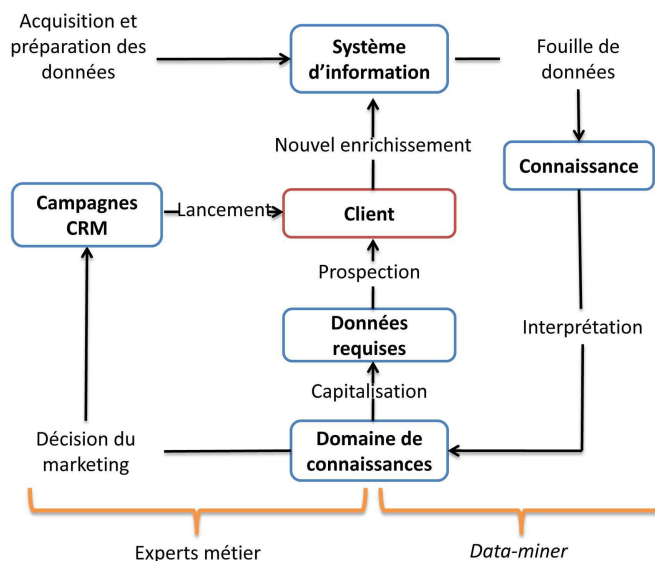 Acquisition et
préparation des
données
Système
d’information
Fouille de
données
Nouvel enrichissement
Connaissance
Campagnes
CRM
Lancement
Client
Prospection
Données
requises
Interprétation
Capitalisation
Décision du
marketing
Domaine de
connaissances
Experts métier
Data-miner